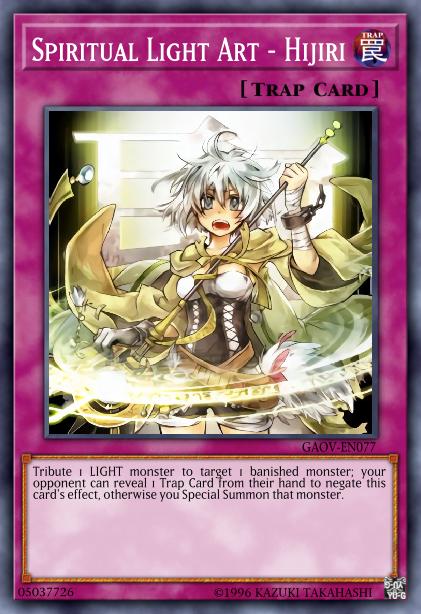 SPIRITUAL LIGHT ART - HIJIRI
TRAP
罠
[TRAP CARD]
GAOV-EN077
Tribute 1 LIGHT monster to target 1 banished monster; your
opponent can reveal 1 Trap Card from their hand to negate this
card's effect, otherwise you Special Summon that monster.
05037726
©1996 KAZUKI TAKAHASHI